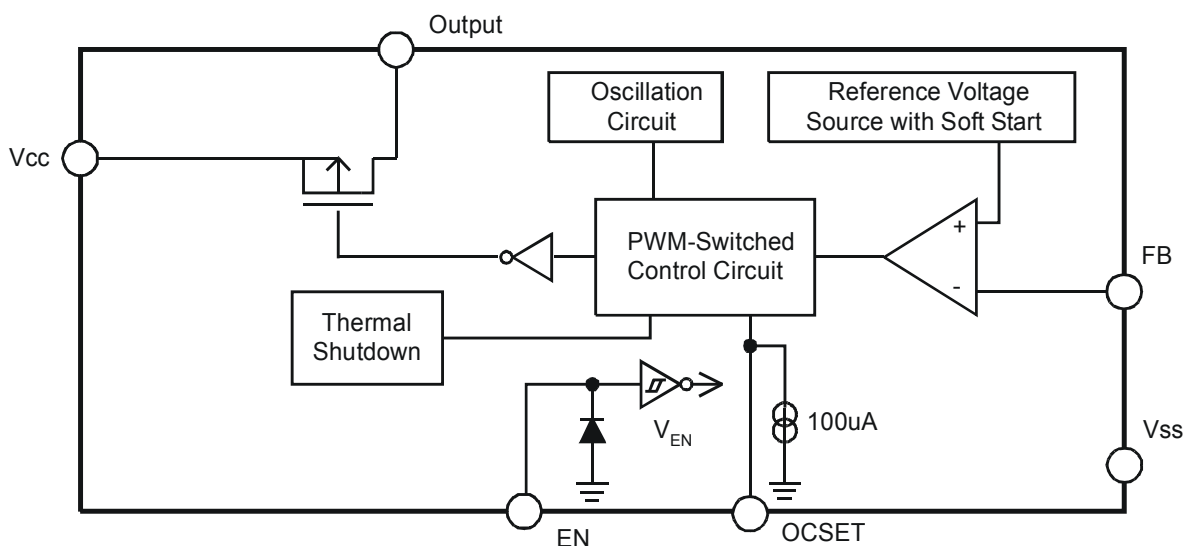 Output
Oscillation
Circuit
Reference Voltage
Source with Soft Start
Vcc
PWM-Switched
Control Circuit
+
-
FB
Thermal
Shutdown
VEN
100uA
Vss
EN
OCSET